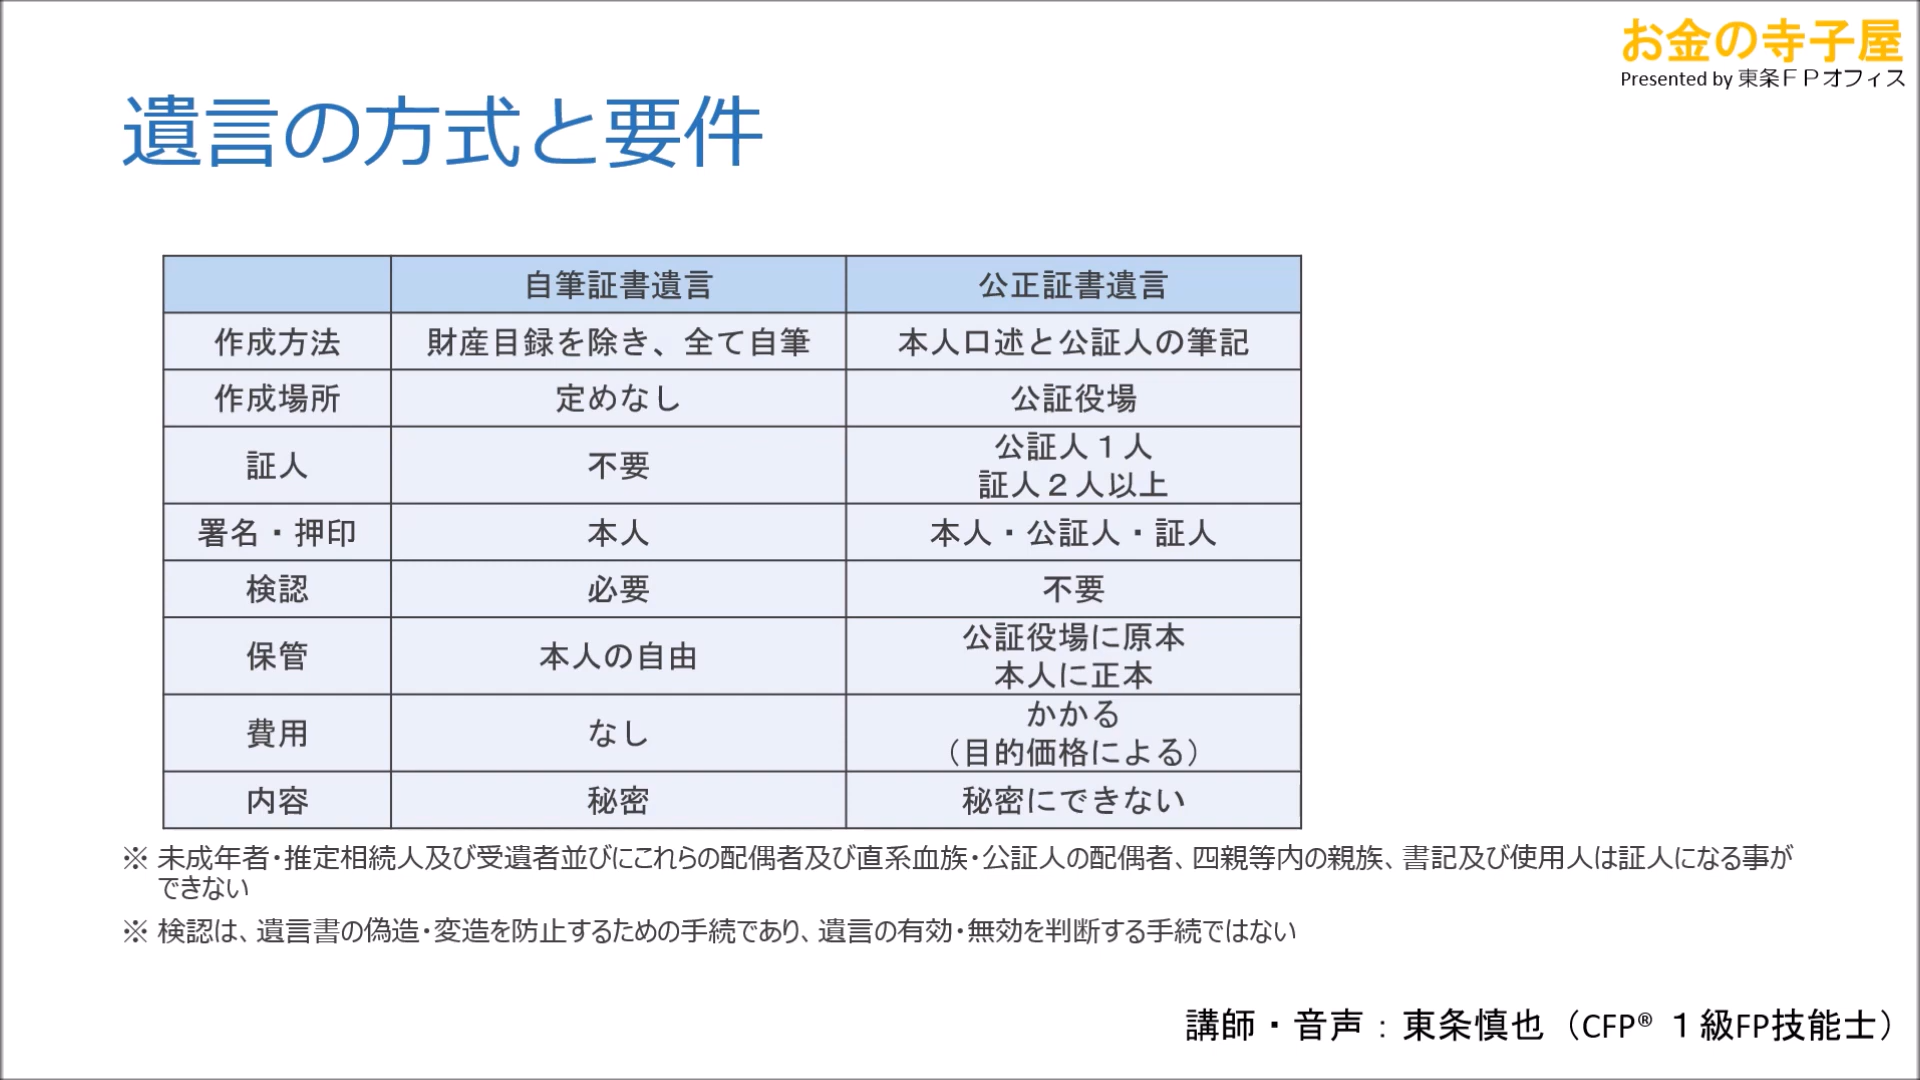 お金の寺子屋
Presented by 東条ＦＰオフィス
遺言の方式と要件
自筆証書遺言 公正証書遺言
作成方法 財産目録を除き、全て自筆 本人口述と公証人の筆記
作成場所 定めなし 公証役場
証人 不要 公証人１人
証人２人以上
署名・押印 本人 本人・公証人・証人
検認 必要 不要
保管 本人の自由 公証役場に原本
本人に正本
費用 なし かかる
（目的価格による）
内容 秘密 秘密にできない
※ 未成年者・推定相続人及び受遺者並びにこれらの配偶者及び直系血族・公証人の配偶者、四親等内の親族、書記及び使用人は証人になる事が
できない
※ 検認は、遺言書の偽造・変造を防止するための手続であり、遺言の有効・無効を判断する手続ではない
講師・音声：東条慎也（CFP® １級FP技能士）